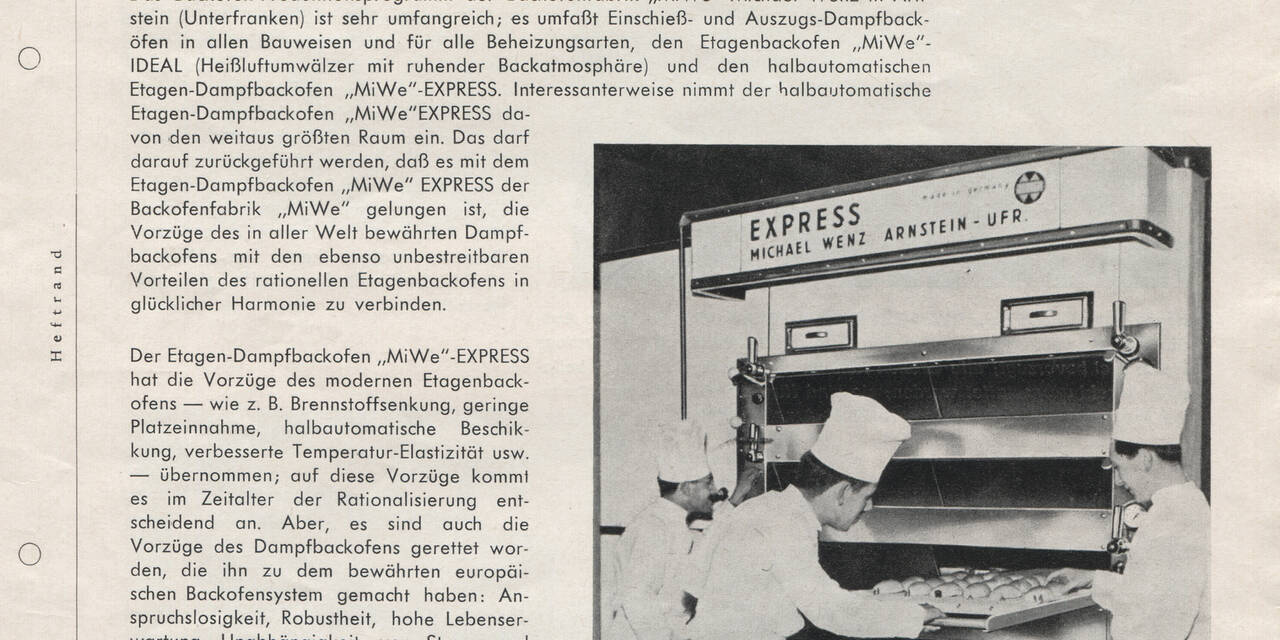 stein (Unterfranken) ist sehr umfangreich; es umfaßt Einschieß- und Auszugs-Dampfback-
öfen in allen Bauweisen und für alle Beheizungsarten, den Etagenbackofen „MiWe"-
IDEAL (Heißluftumwälzer mit ruhender Backatmosphäre) und den halbautomatischen
Etagen-Dampfbackofen „MiWe"-EXPRESS. Interessanterweise nimmt der halbautomatische
Etagen-Dampfbackofen „MiWe"EXPRESS da-
von den weitaus größten Raum ein. Das darf
darauf zurückgeführt werden, daß es mit dem
Etagen-Dampfbackofen „MiWe" EXPRESS der
Backofenfabrik „MiWe" gelungen ist, die
Vorzüge des in aller Welt bewährten Dampf-
backofens mit den ebenso unbestreitbaren
Vorteilen des rationellen Etagenbackofens in
glücklicher Harmonie zu verbinden.
Der Etagen-Dampfbackofen „MiWe"-EXPRESS
hat die Vorzüge des modernen Etagenback-
ofens — wie z. B. Brennstoffsenkung, geringe
Platzeinnahme, halbautomatische Beschik-
kung, verbesserte Temperatur-Elastizität usw.
— übernommen; auf diese Vorzüge kommt
es im Zeitalter der Rationalisierung ent-
scheidend an. Aber, es sind auch die
Vorzüge des Dampfbackofens gerettet wor-
den, die ihn zu dem bewährten europäi-
schen Backofensystem gemacht haben: An-
spruchslosigkeit, Robustheit, hohe Lebenser-
Heftrand
made in germany
EXPRESS
MICHAEL WENZ ARNSTEIN - UFR.